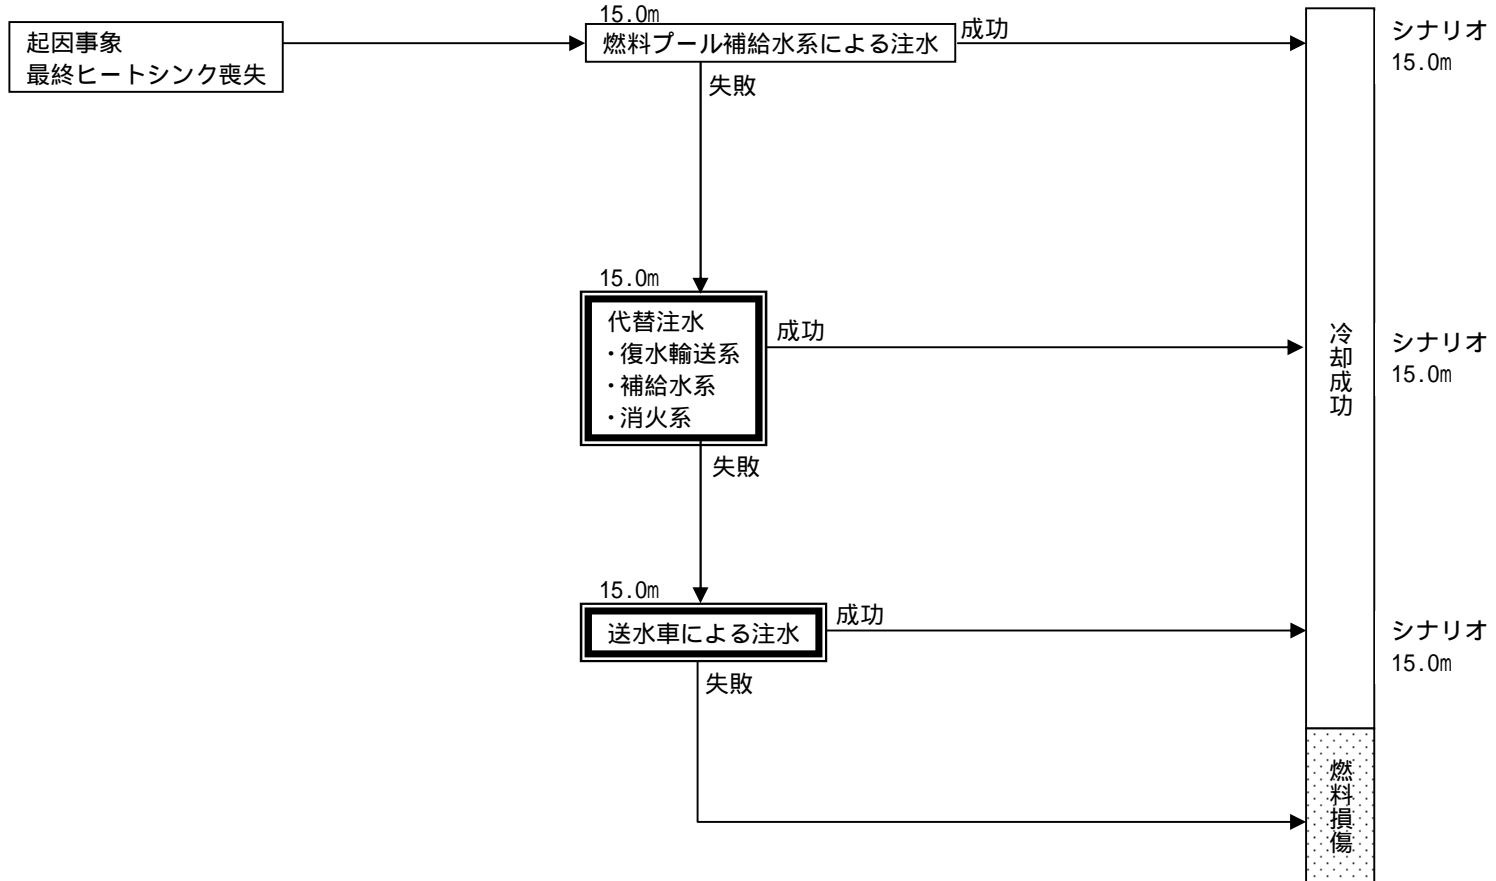 起因事象
最終ヒートシンク喪失
15.0m
燃料プール補給水系による注水
成功
失敗
シナリオ
15.0m
15.0m
代替注水
・復水輸送系
・補給水系
・消火系
成功
失敗
冷却成功
シナリオ
15.0m
15.0m
送水車による注水
成功
失敗
シナリオ
15.0m
燃料損傷